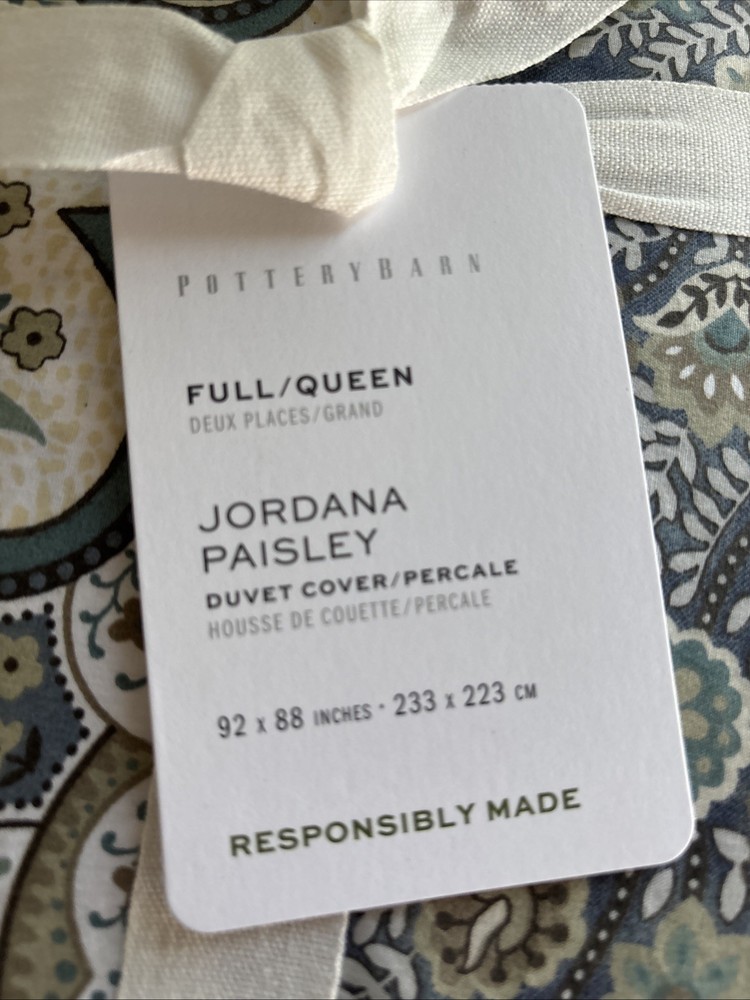 POTTERYBARN
FULL/QUEEN
DEUX PLACES/GRAND
JORDANA
PAISLEY
DUVET COVER/PERCALE
HOUSSE DE COUETTE/PERCALE
92 x 88 INCHES · 233 x 223 CM
RESPONSIBLY MADE